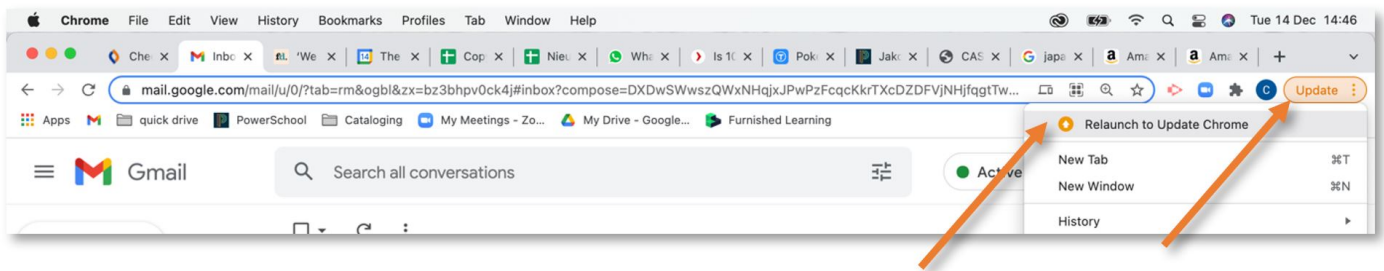 Chrome File Edit View History Bookmarks Profiles Tab Window Help Tue 14 Dec 14:46
Che Inbo 'We The Cop Nieu Wha Is 1( Pok Jak CAS japa Ama Ama
mail.google.com/mail/u/0/?tab=rm&ogbl&zx=bz3bhpv0ck4j#inbox?compose=DXDwSWwszQWxNHqjxJPwPzFcqcKkrTXcDZDFVjNHjfqgtTw... C Update
Apps quick drive PowerSchool Cataloging My Meetings - Zo... My Drive - Google... Furnished Learning
Relaunch to Update Chrome
Gmail Search all conversations Active
New Tab ⌘T
New Window ⌘N
History